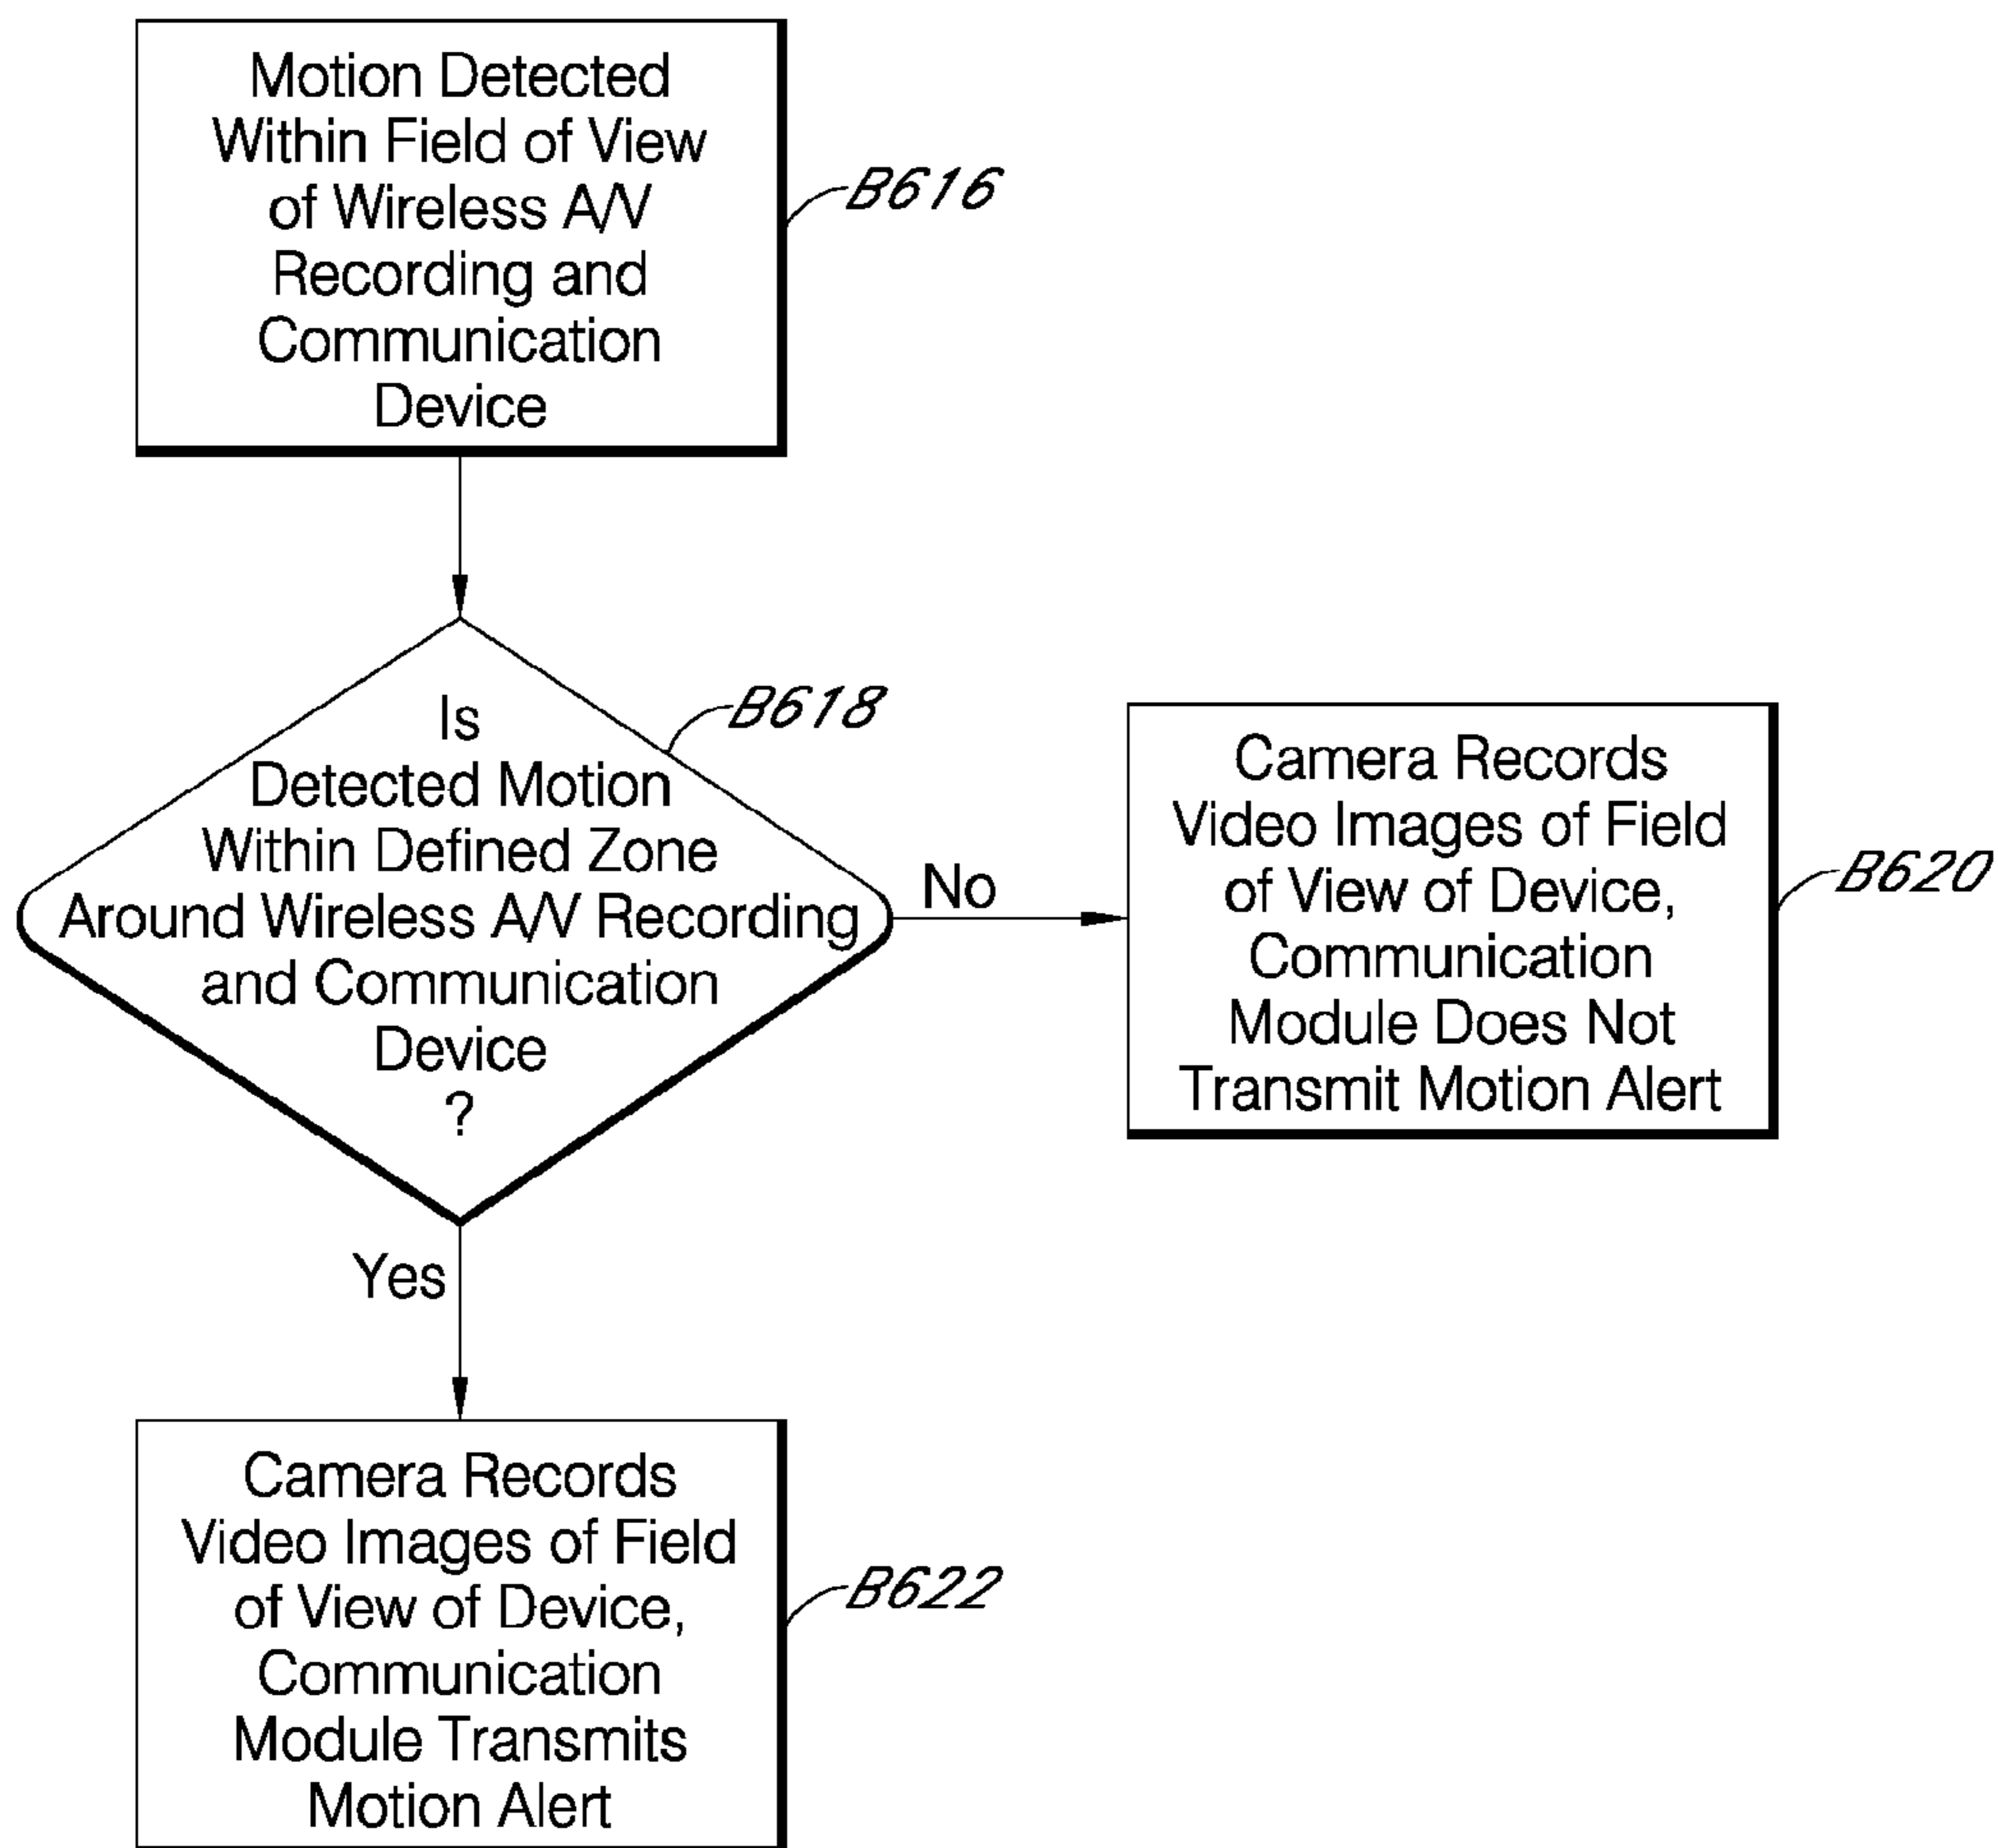 Motion Detected
Within Field of View
of Wireless A/V
Recording and
Communication
Device
B616
Is
Detected Motion
Within Defined Zone
Around Wireless A/V Recording
and Communication
Device
?
B618
No
Camera Records
Video Images of Field
of View of Device,
Communication
Module Does Not
Transmit Motion Alert
B620
Yes
Camera Records
Video Images of Field
of View of Device,
Communication
Module Transmits
Motion Alert
B622